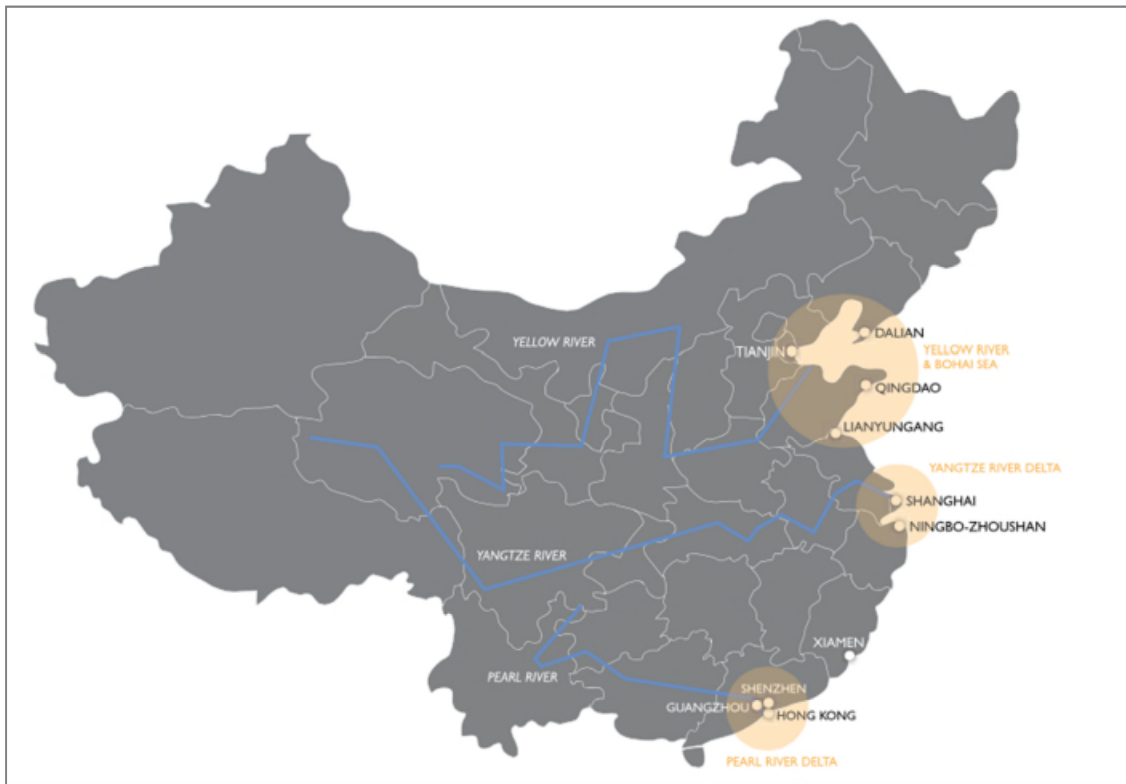 DALIAN
YELLOW RIVER
TIANJIN
YELLOW RIVER
& BOHAI SEA
QINGDAO
LIANYUNGANG
YANGTZE RIVER DELTA
SHANGHAI
NINGBO-ZHOUSHAN
YANGTZE RIVER
XIAMEN
PEARL RIVER
SHENZHEN
GUANGZHOU
HONG KONG
PEARL RIVER DELTA